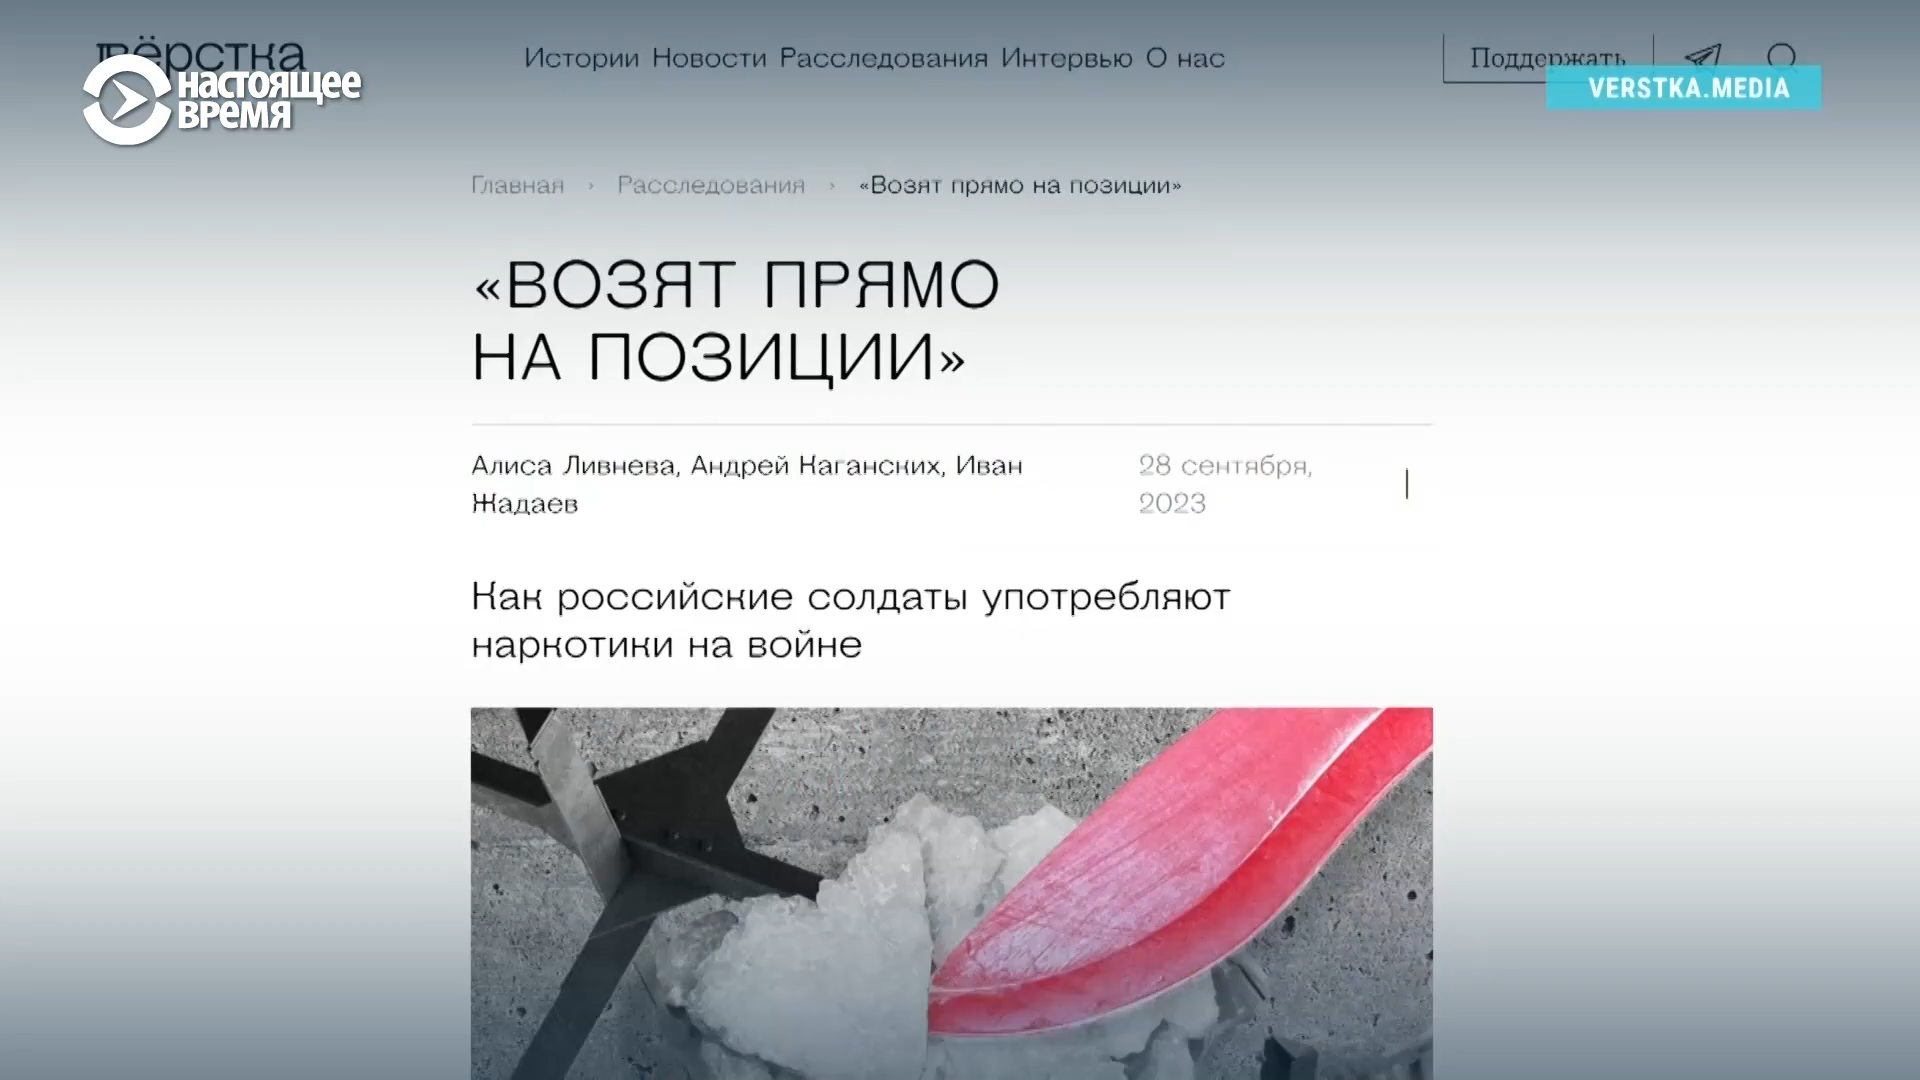 вёрстка
НАСТОЯЩЕЕ
ВРЕМЯ
Истории Новости Расследования Интервью О нас
Поддержать
VERSTKA.MEDIA
Главная › Расследования › «Возят прямо на позиции»
«ВОЗЯТ ПРЯМО
НА ПОЗИЦИИ»
Алиса Ливнева, Андрей Каганских, Иван
Жадаев
28 сентября,
2023
Как российские солдаты употребляют
наркотики на войне